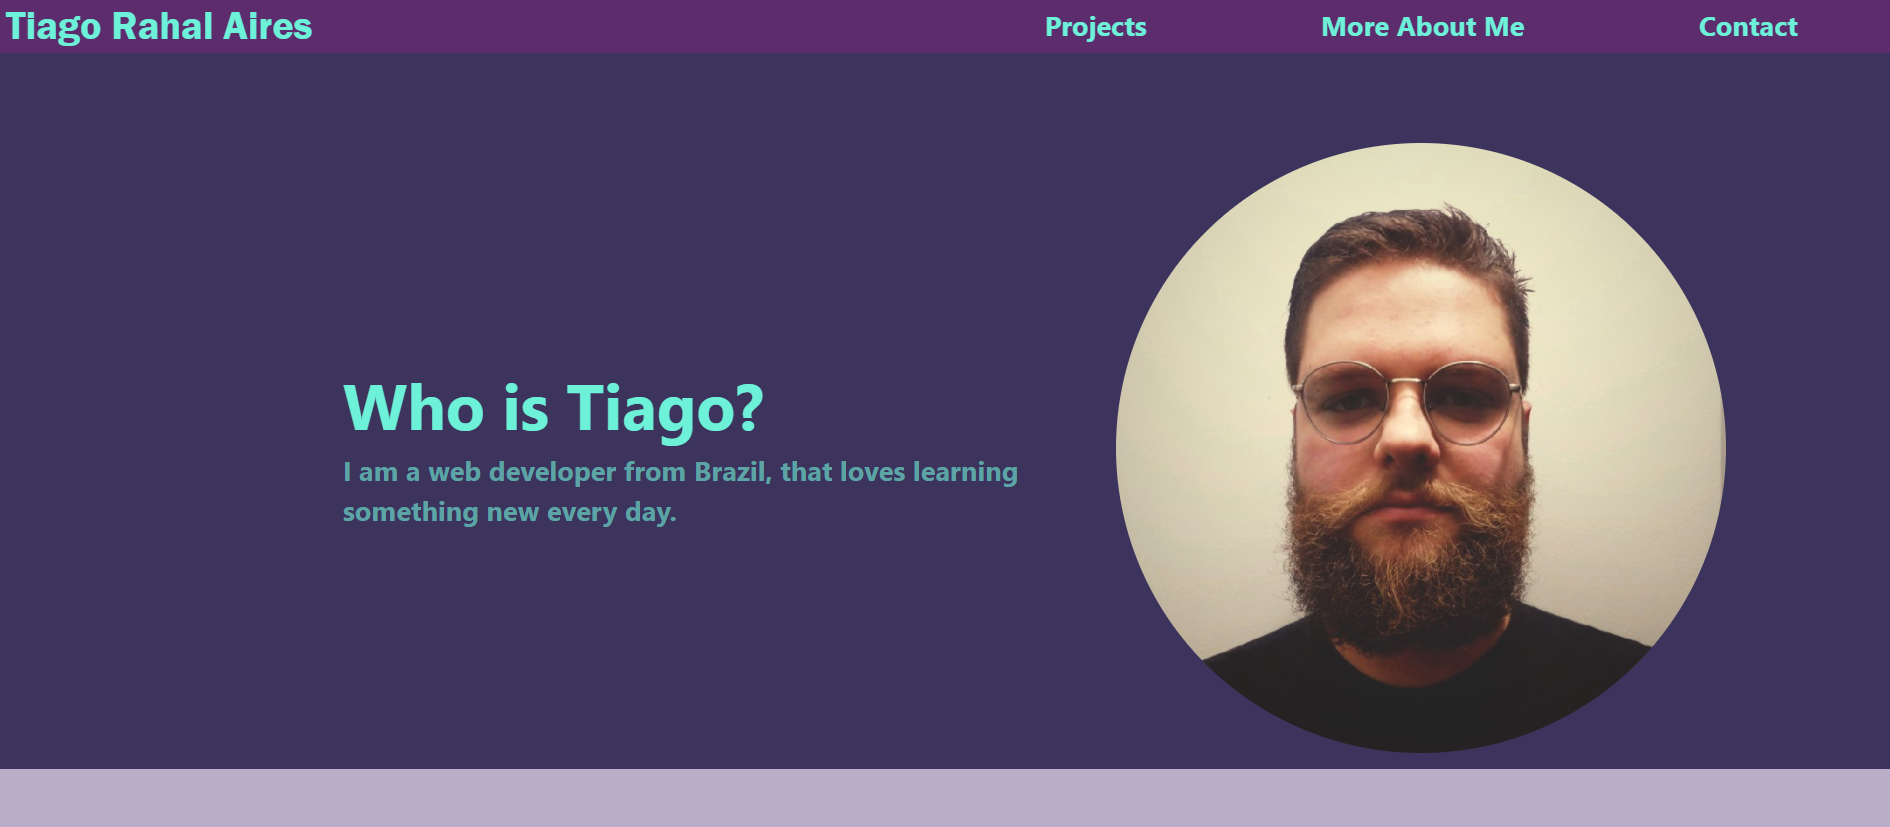 Tiago Rahal Aires
Projects
More About Me
Contact
Who is Tiago?
I am a web developer from Brazil, that loves learning
something new every day.